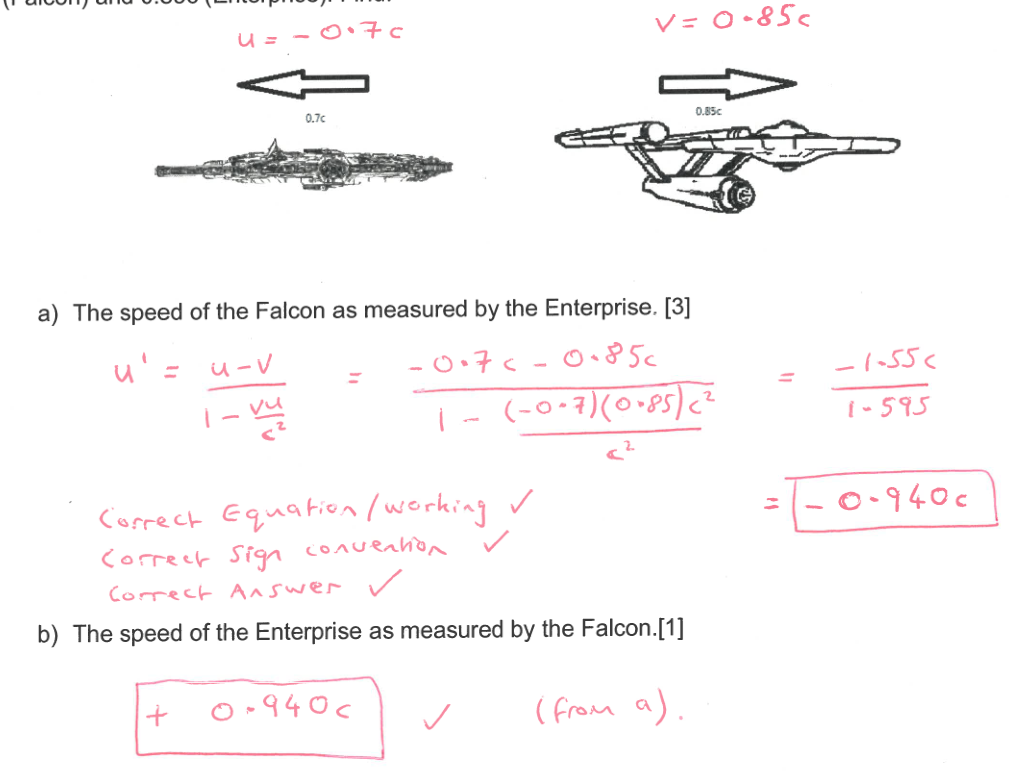 u = - 0.7c
v = 0.85c
0.7c
0.85c
a) The speed of the Falcon as measured by the Enterprise. [3]
u' = u-v / 1 - vu/c² = -0.7c - 0.85c / 1 - (-0.7)(0.85)c²/c² = -1.55c / 1.595
= - 0.940c
Correct Equation/working ✓
Correct Sign convention ✓
Correct Answer ✓
b) The speed of the Enterprise as measured by the Falcon.[1]
+ 0.940c ✓ (from a).